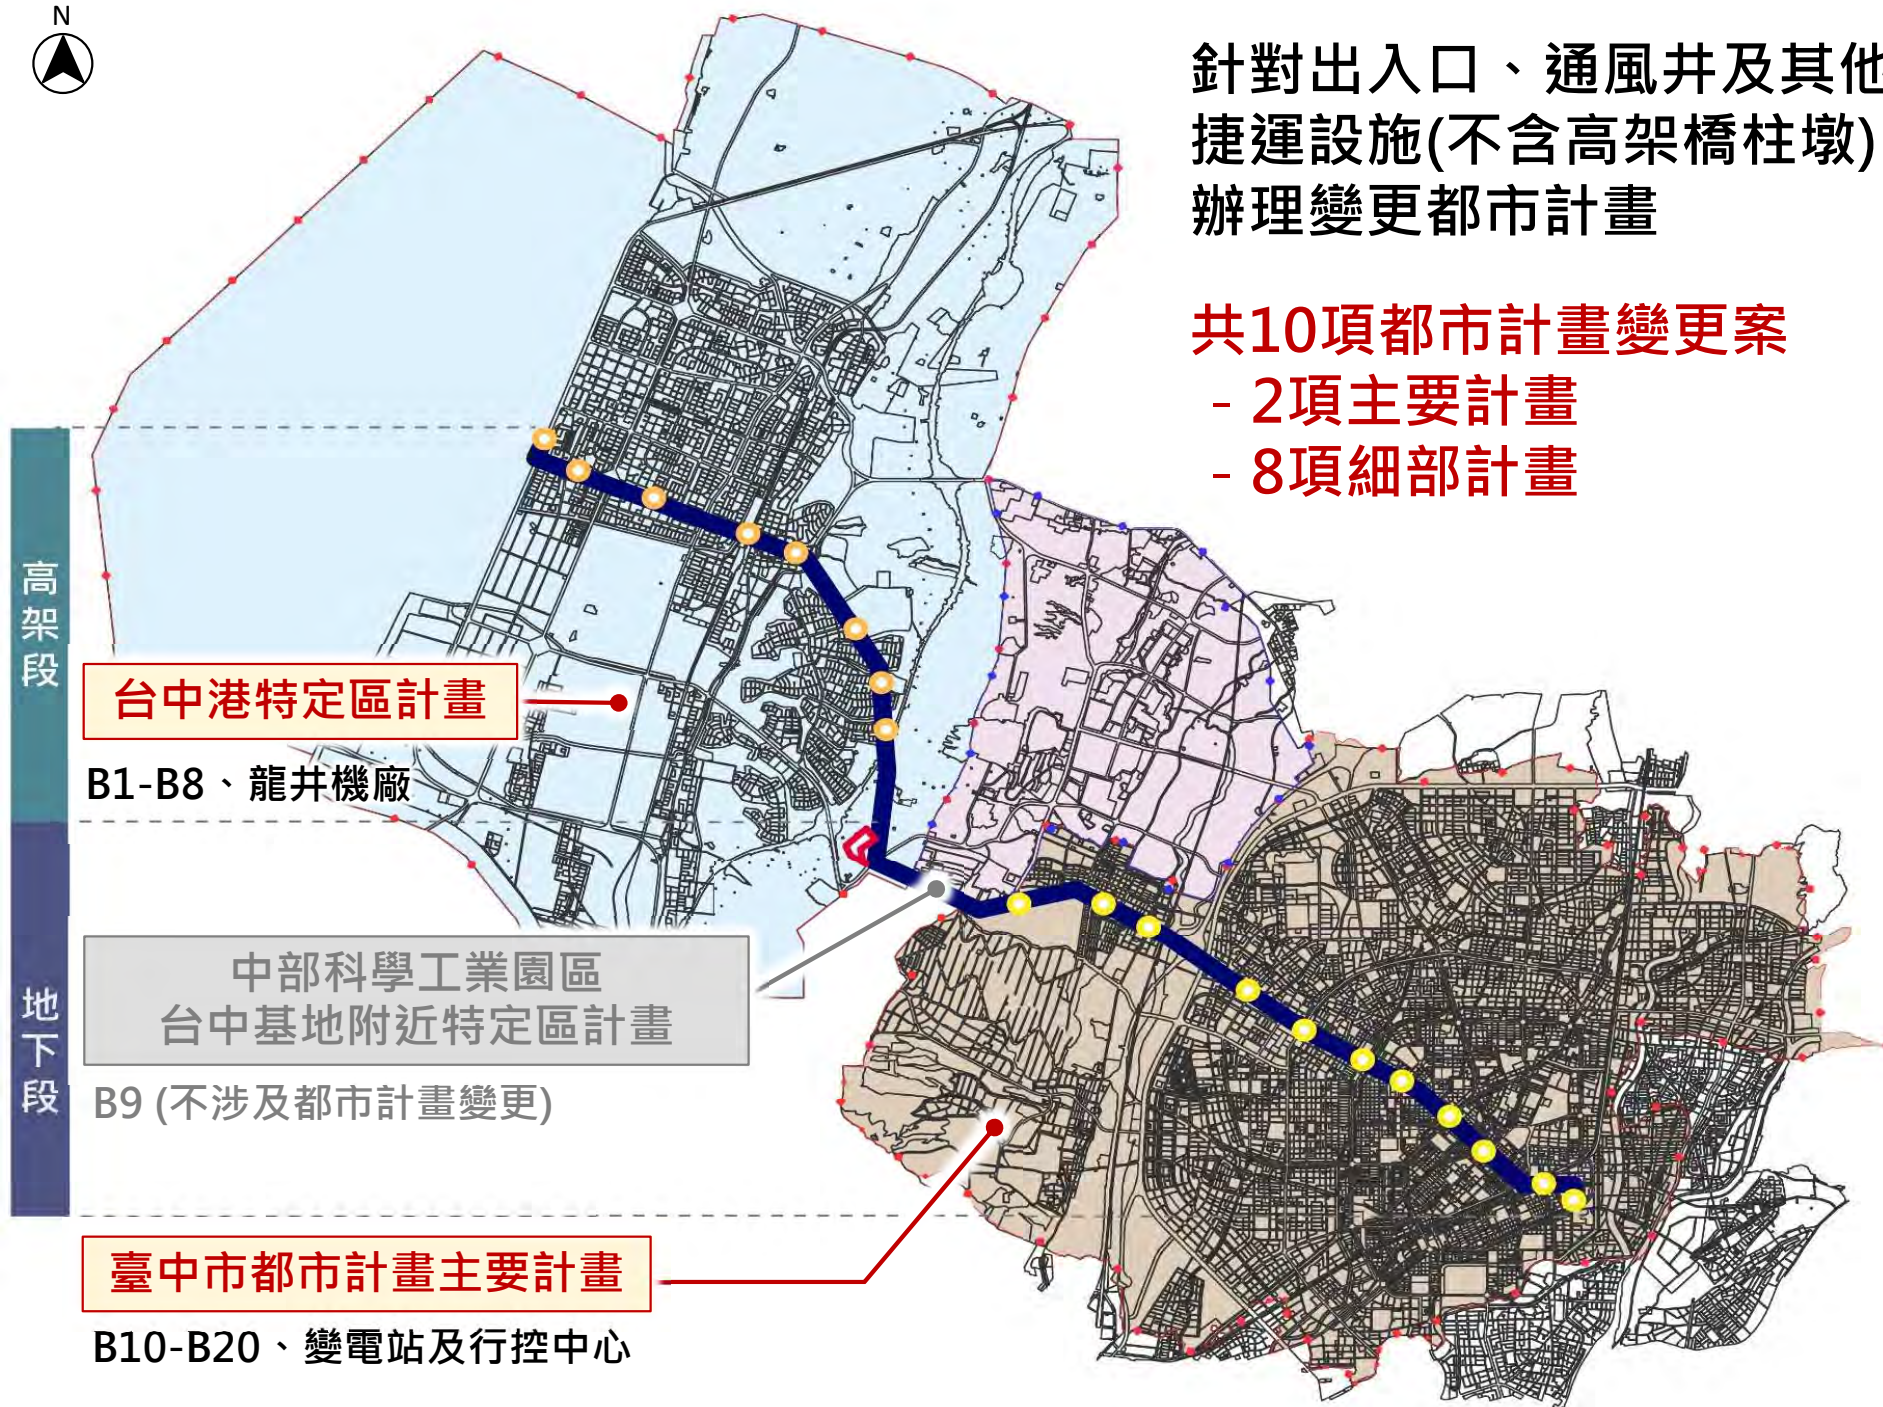 N
針對出入口、通風井及其他
捷運設施(不含高架橋柱墩)
辦理變更都市計畫
共10項都市計畫變更案
- 2項主要計畫
- 8項細部計畫
高架段
台中港特定區計畫
B1-B8、龍井機廠
地下段
中部科學工業園區
台中基地附近特定區計畫
B9 (不涉及都市計畫變更)
臺中市都市計畫主要計畫
B10-B20、變電站及行控中心